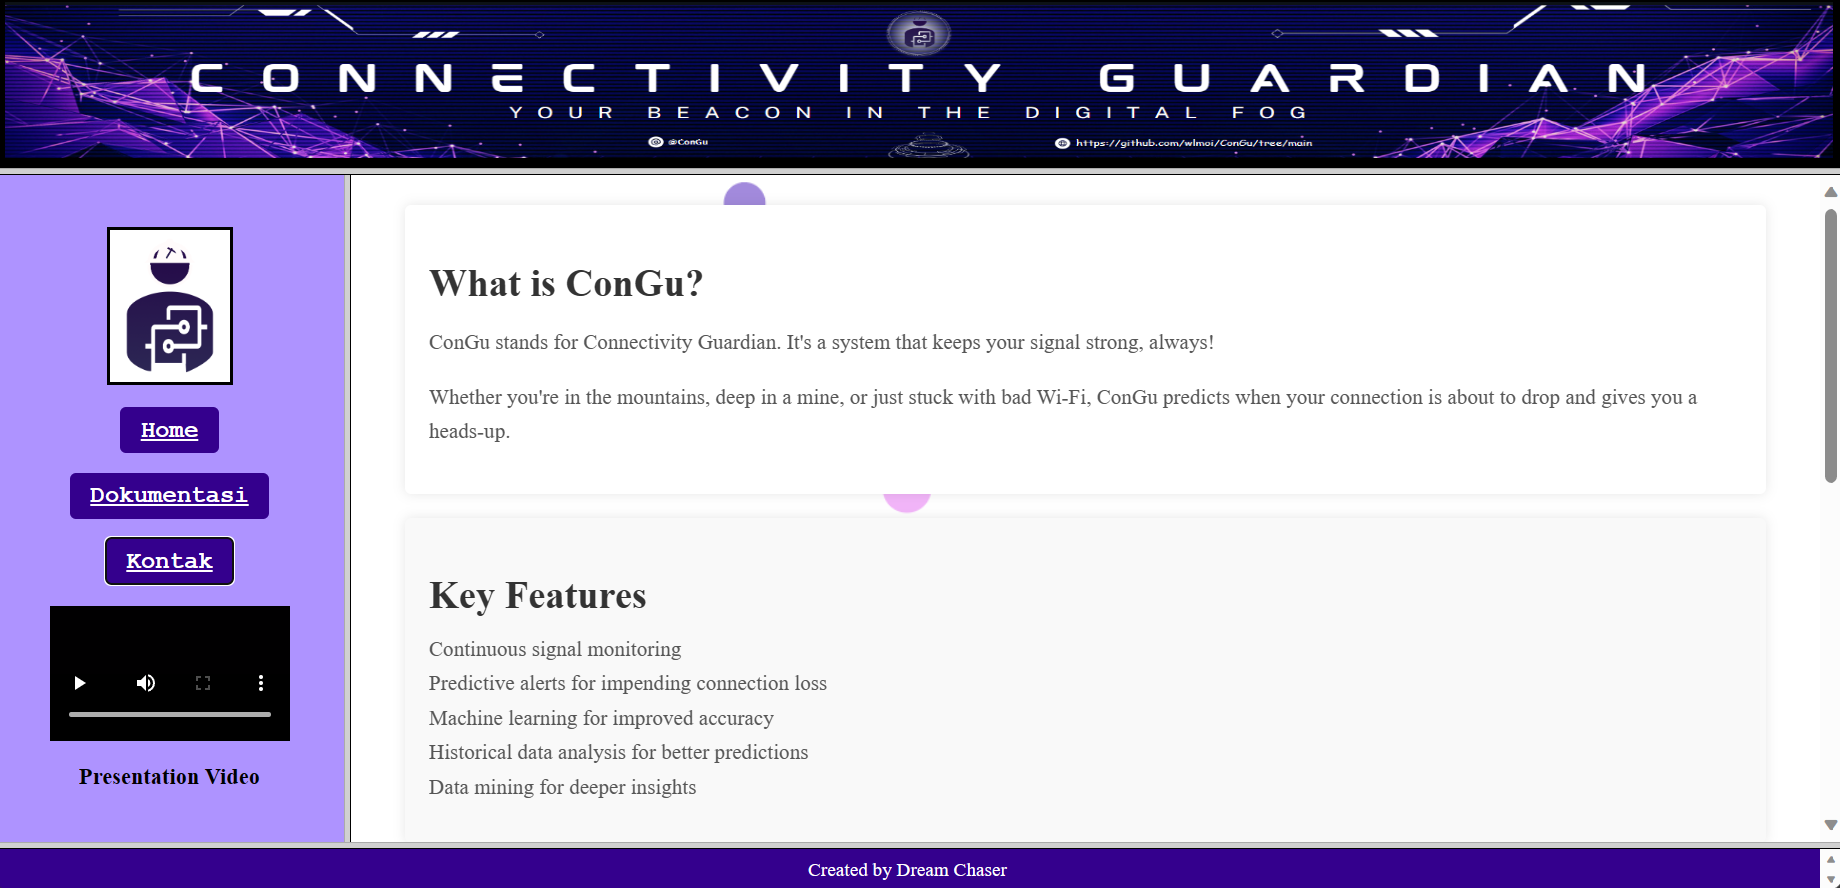 CONNECTIVITY GUARDIAN
YOUR BEACON IN THE DIGITAL FOG
@ConGu
https://github.com/wlmoi/ConGu/tree/main
Home
Dokumentasi
Kontak
Presentation Video
What is ConGu?
ConGu stands for Connectivity Guardian. It's a system that keeps your signal strong, always!
Whether you're in the mountains, deep in a mine, or just stuck with bad Wi-Fi, ConGu predicts when your connection is about to drop and gives you a
heads-up.
Key Features
Continuous signal monitoring
Predictive alerts for impending connection loss
Machine learning for improved accuracy
Historical data analysis for better predictions
Data mining for deeper insights
Created by Dream Chaser